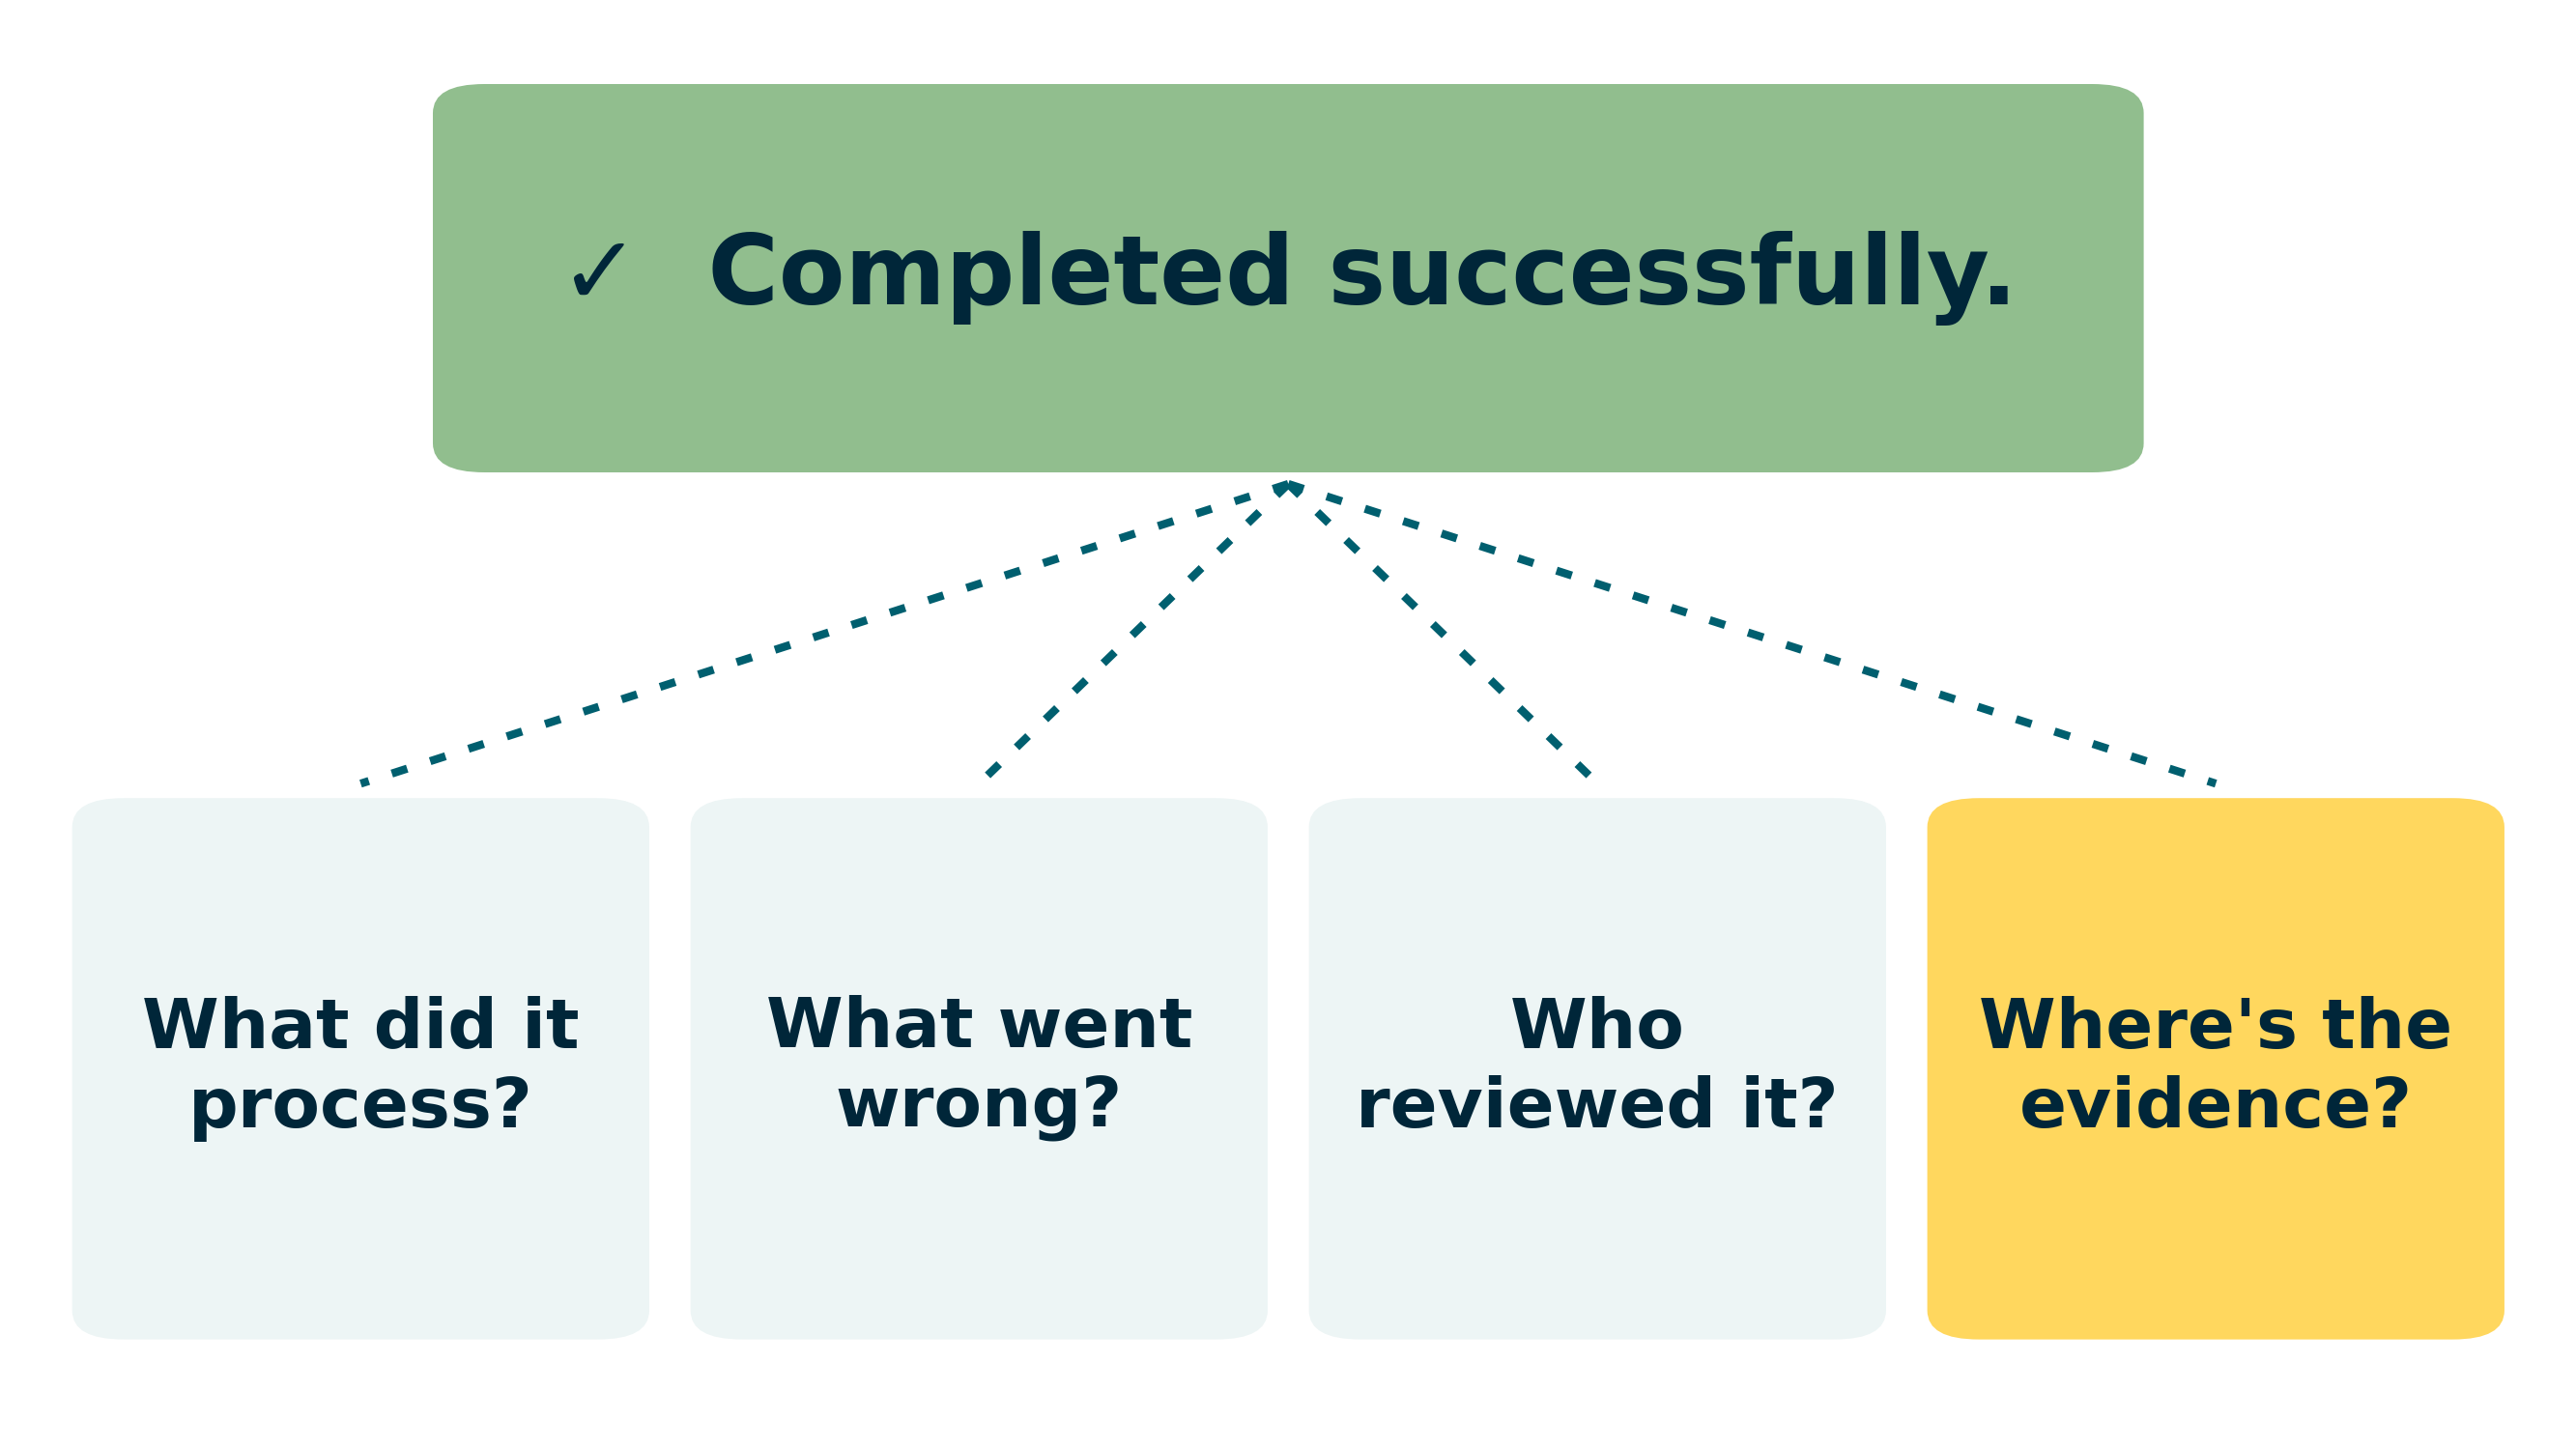 ✓ Completed successfully.
What did it
process?
What went
wrong?
Who
reviewed it?
Where's the
evidence?